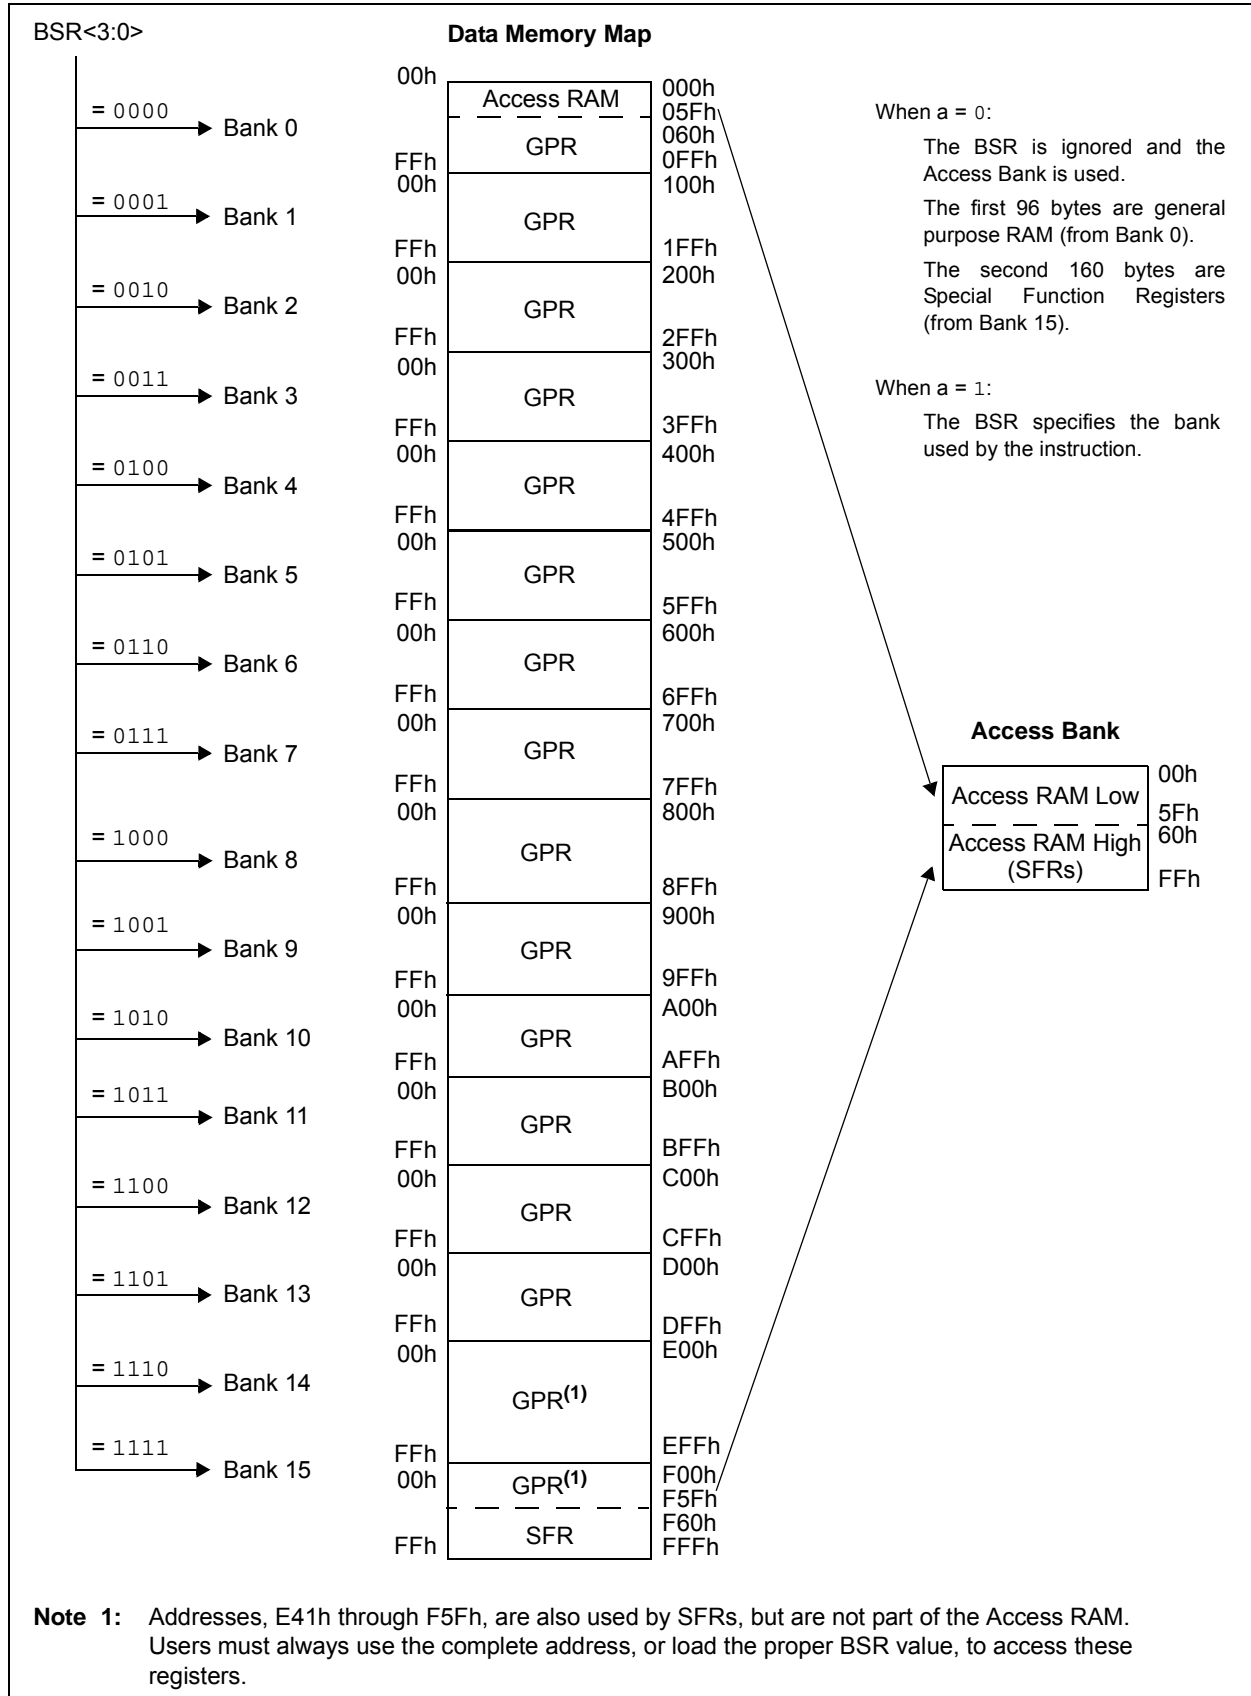 BSR<3:0>
Data Memory Map
= 0000
Bank 0
00h
FFh
Access RAM
GPR
000h
05Fh
060h
0FFh
= 0001
Bank 1
00h
FFh
GPR
100h
1FFh
= 0010
Bank 2
00h
FFh
GPR
200h
2FFh
= 0011
Bank 3
00h
FFh
GPR
300h
3FFh
= 0100
Bank 4
00h
FFh
GPR
400h
4FFh
= 0101
Bank 5
00h
FFh
GPR
500h
5FFh
= 0110
Bank 6
00h
FFh
GPR
600h
6FFh
= 0111
Bank 7
00h
FFh
GPR
700h
7FFh
= 1000
Bank 8
00h
FFh
GPR
800h
8FFh
= 1001
Bank 9
00h
FFh
GPR
900h
9FFh
= 1010
Bank 10
00h
FFh
GPR
A00h
AFFh
= 1011
Bank 11
00h
FFh
GPR
B00h
BFFh
= 1100
Bank 12
00h
FFh
GPR
C00h
CFFh
= 1101
Bank 13
00h
FFh
GPR
D00h
DFFh
= 1110
Bank 14
00h
FFh
GPR(1)
E00h
EFFh
= 1111
Bank 15
00h
FFh
GPR(1)
SFR
F00h
F5Fh
F60h
FFFh
When a = 0:
The BSR is ignored and the
Access Bank is used.
The first 96 bytes are general
purpose RAM (from Bank 0).
The second 160 bytes are
Special Function Registers
(from Bank 15).
When a = 1:
The BSR specifies the bank
used by the instruction.
Access Bank
Access RAM Low
00h
5Fh
Access RAM High
(SFRs)
60h
FFh
Note 1: Addresses, E41h through F5Fh, are also used by SFRs, but are not part of the Access RAM.
Users must always use the complete address, or load the proper BSR value, to access these
registers.